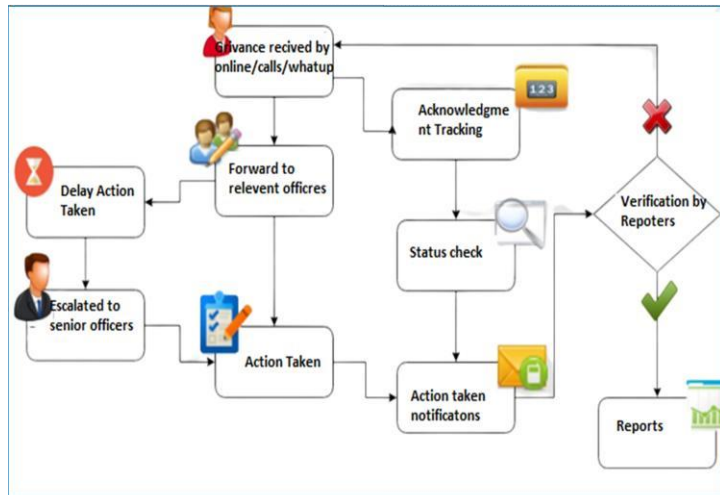 Grivance recived by
online/calls/whatup
123
Acknowledgme
nt Tracking
Forward to
relevent offices
Delay Action
Taken
Verification by
Repoters
Status check
Escalated to
senior officers
Action Taken
Action taken
notificatons
Reports